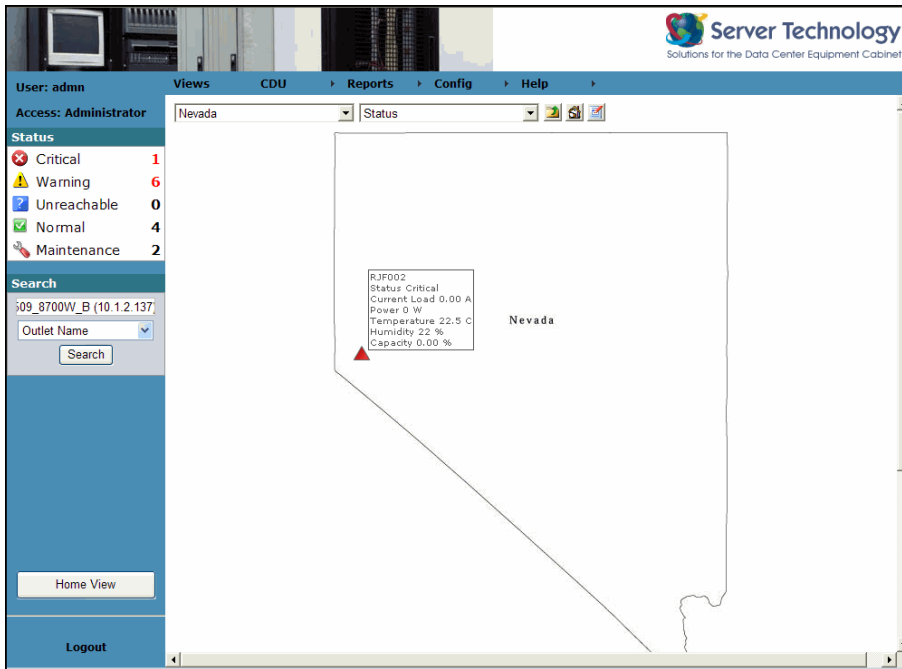 Server Technology
Solutions for the Data Center Equipment Cabinet
User: admn
Views CDU Reports Config Help
Access: Administrator
Nevada Status
Status
Critical 1
Warning 6
Unreachable 0
Normal 4
Maintenance 2
Search
509_8700W_B (10.1.2.137)
Outlet Name
Search
RJF002
Status Critical
Current Load 0.00 A
Power 0 W
Temperature 22.5 C
Humidity 22 %
Capacity 0.00 %
Nevada
Home View
Logout